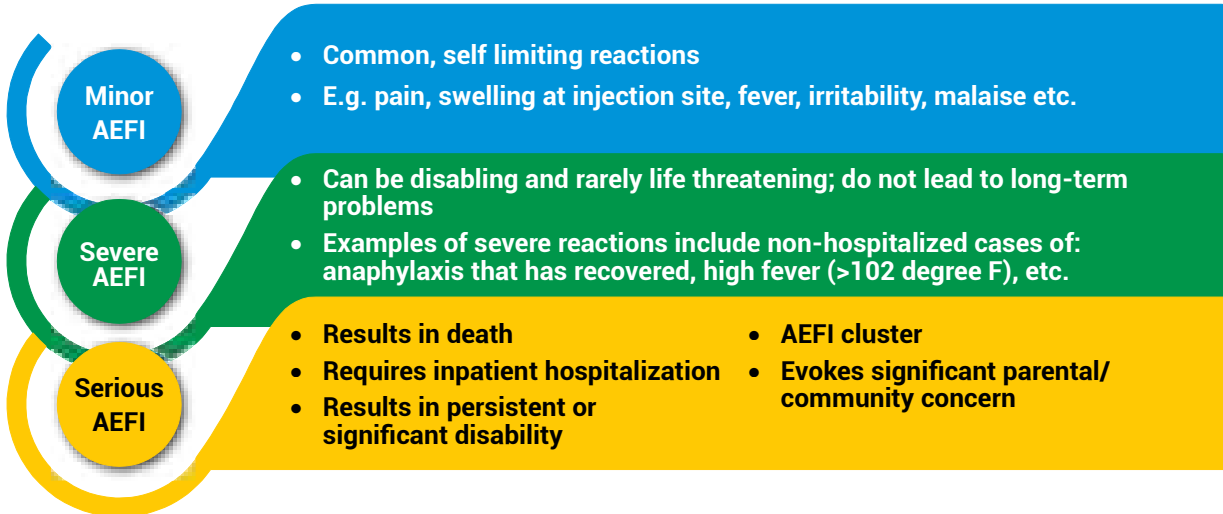 Minor
AEFI
• Common, self limiting reactions
• E.g. pain, swelling at injection site, fever, irritability, malaise etc.
Severe
AEFI
• Can be disabling and rarely life threatening; do not lead to long-term
problems
• Examples of severe reactions include non-hospitalized cases of:
anaphylaxis that has recovered, high fever (>102 degree F), etc.
Serious
AEFI
• Results in death
• Requires inpatient hospitalization
• Results in persistent or
significant disability
• AEFI cluster
• Evokes significant parental/
community concern